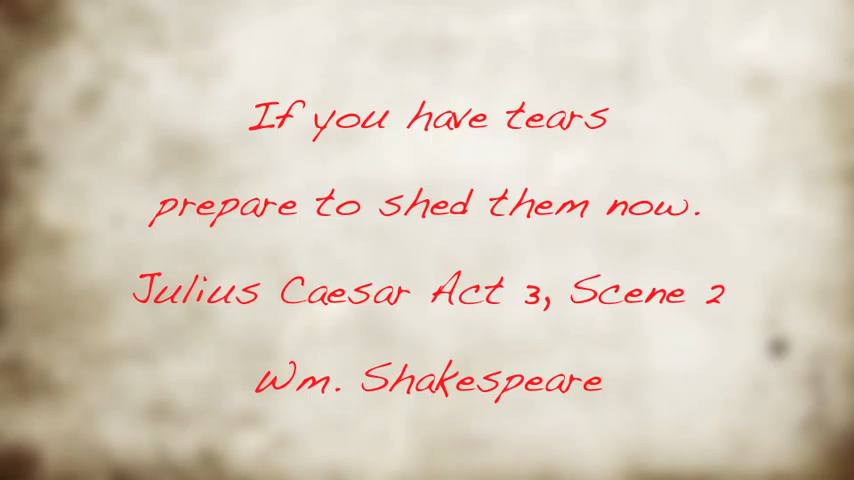 If you have tears
prepare to shed them now.
Julius Caesar Act 3, Scene 2
Wm. Shakespeare